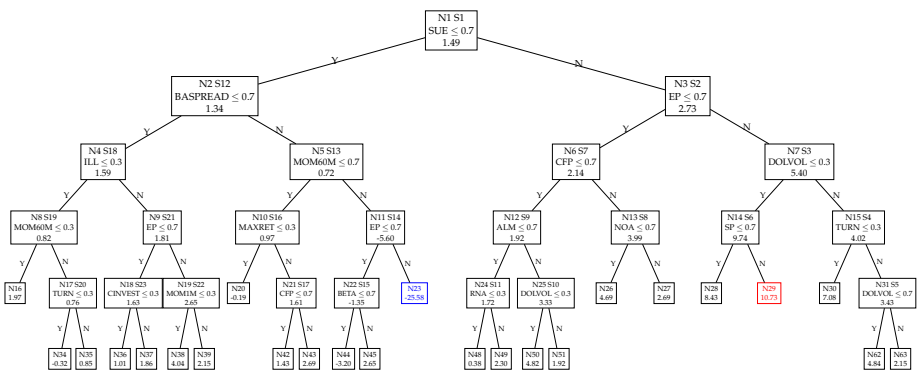 N1 S1
SUE ≤ 0.7
1.49
Y
N
N2 S12
BASPREAD ≤ 0.7
1.34
N3 S2
EP ≤ 0.7
2.73
Y
N
Y
N
N4 S18
ILL ≤ 0.3
1.59
N5 S13
MOM60M ≤ 0.7
0.72
N6 S7
CFP ≤ 0.7
2.14
N7 S3
DOLVOL ≤ 0.3
5.40
Y
N
Y
N
Y
N
Y
N
N8 S19
MOM60M ≤ 0.3
0.82
N9 S21
EP ≤ 0.7
1.81
N10 S16
MAXRET ≤ 0.3
0.97
N11 S14
EP ≤ 0.7
-5.60
N12 S9
ALM ≤ 0.7
1.92
N13 S8
NOA ≤ 0.7
3.99
N14 S6
SP ≤ 0.7
9.74
N15 S4
TURN ≤ 0.3
4.02
Y
N
Y
N
Y
N
Y
N
Y
N
Y
N
Y
N
Y
N
N16
1.97
N17 S20
TURN ≤ 0.3
0.76
N18 S23
CINVEST ≤ 0.3
1.63
N19 S22
MOM1M ≤ 0.3
2.65
N20
-0.19
N21 S17
CFP ≤ 0.7
1.61
N22 S15
BETA ≤ 0.7
-1.35
N23
-25.58
N24 S11
RNA ≤ 0.3
1.72
N25 S10
DOLVOL ≤ 0.3
3.33
N26
4.69
N27
2.69
N28
8.43
N29
10.73
N30
7.08
N31 S5
DOLVOL ≤ 0.7
3.43
Y
N
Y
N
Y
N
Y
N
Y
N
Y
N
Y
N
Y
N
N34
-0.32
N35
0.85
N36
1.01
N37
1.86
N38
4.04
N39
2.15
N42
1.43
N43
2.69
N44
-3.20
N45
2.65
N48
0.38
N49
2.30
N50
4.82
N51
1.92
N62
4.84
N63
2.15